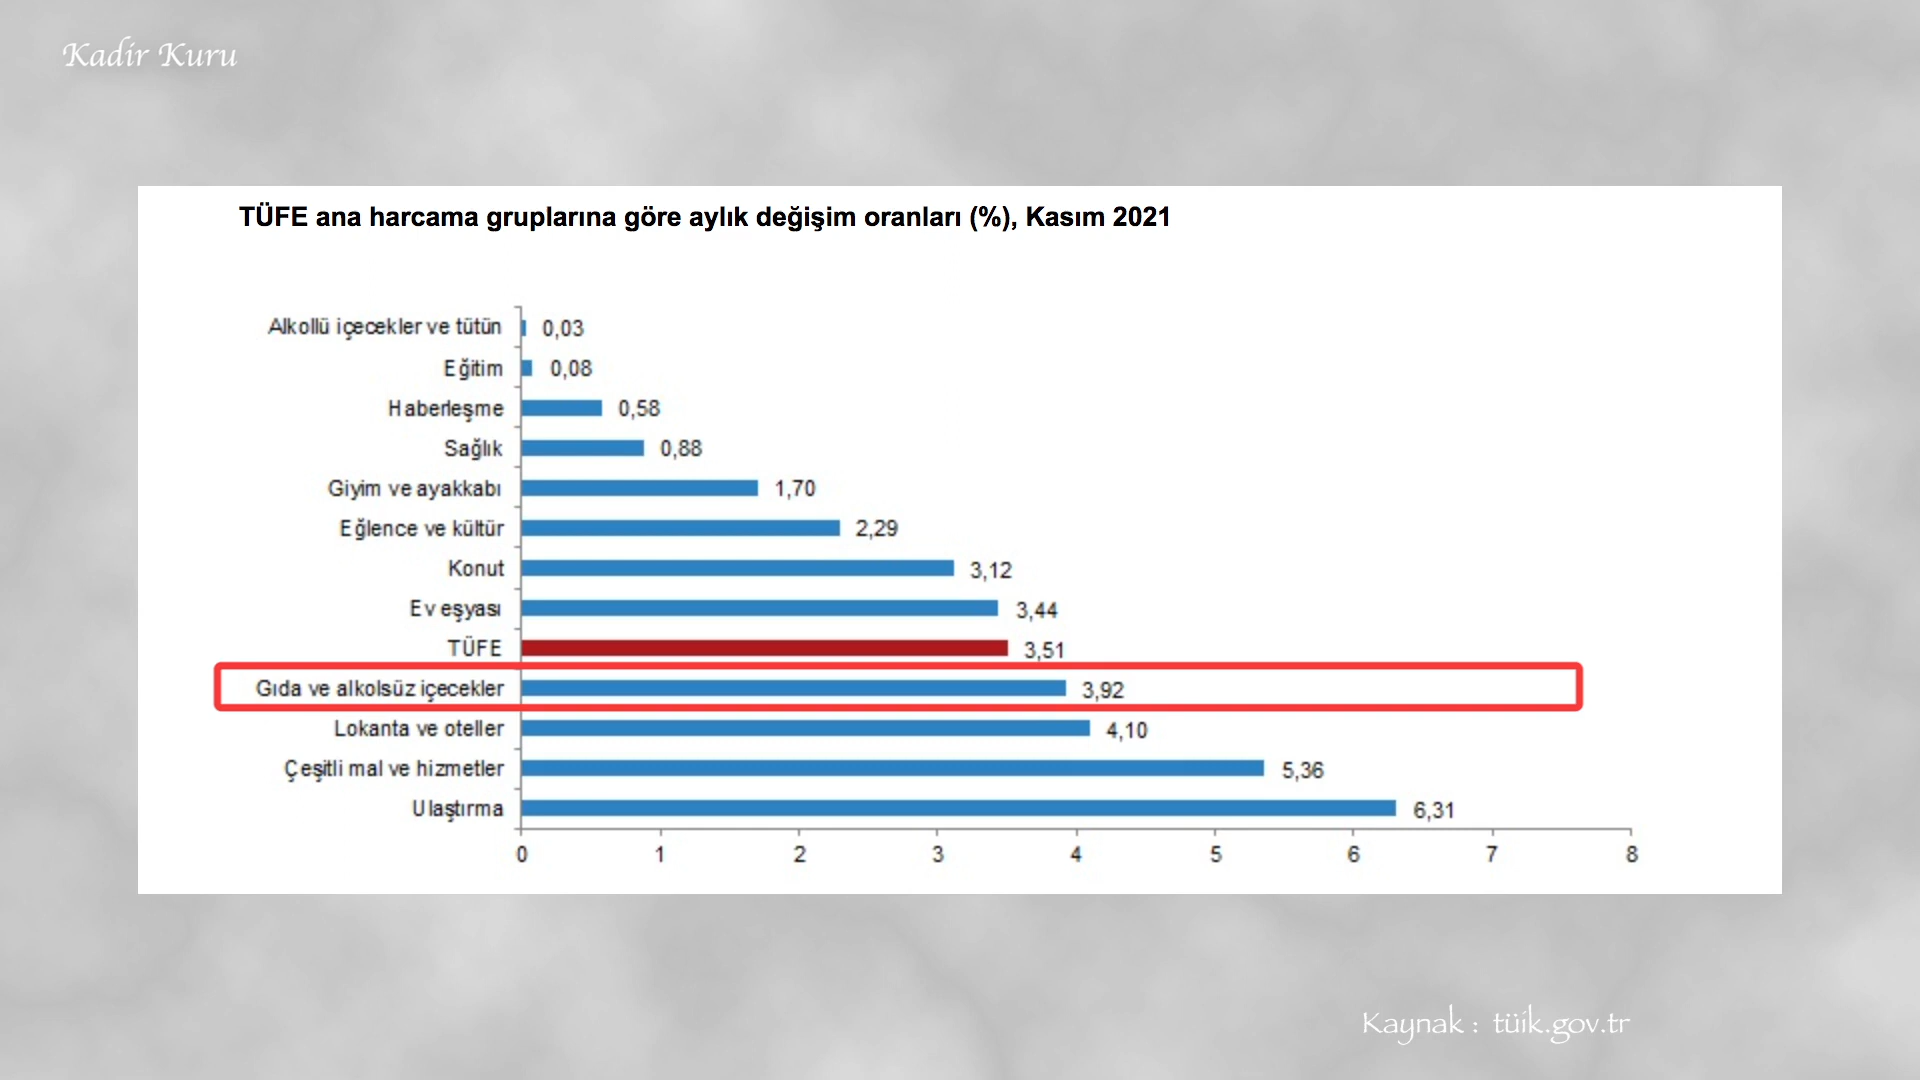 Kadir Kuru
TÜFE ana harcama gruplarına göre aylık değişim oranları (%), Kasım 2021
Alkollü içecekler ve tütün 0,03
Eğitim 0,08
Haberleşme 0,58
Sağlık 0,88
Giyim ve ayakkabı 1,70
Eğlence ve kültür 2,29
Konut 3,12
Ev eşyası 3,44
TÜFE 3,51
Gıda ve alkolsüz içecekler 3,92
Lokanta ve oteller 4,10
Çeşitli mal ve hizmetler 5,36
Ulaştırma 6,31
0 1 2 3 4 5 6 7 8
Kaynak : tüik.gov.tr